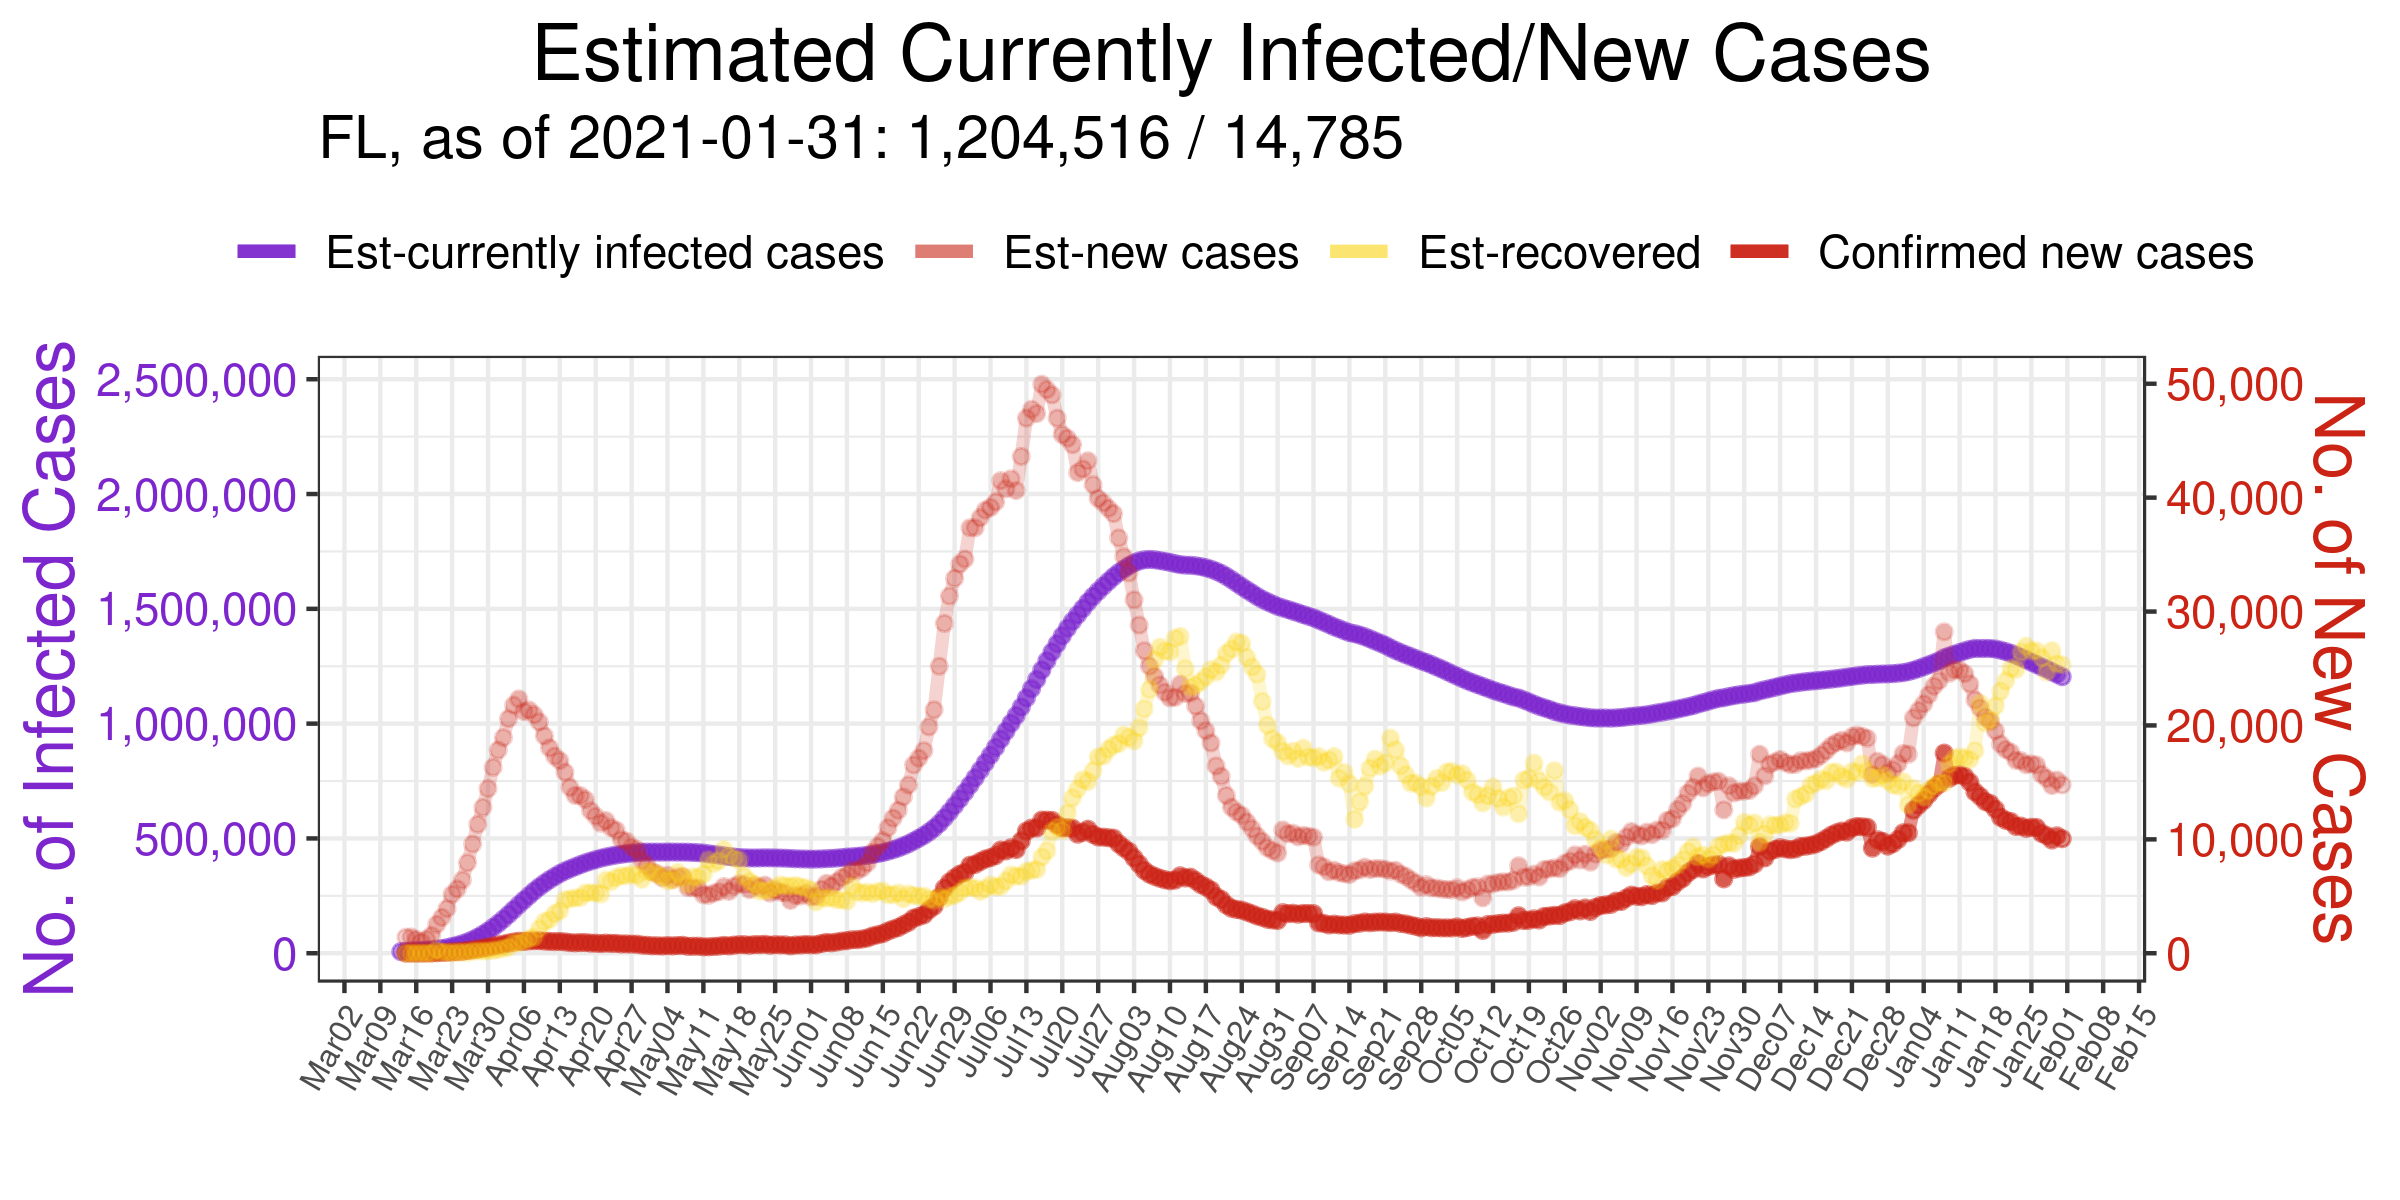 Estimated Currently Infected/New Cases
FL, as of 2021-01-31: 1,204,516 / 14,785
Est-currently infected cases
Est-new cases
Est-recovered
Confirmed new cases
No. of Infected Cases
2,500,000
2,000,000
1,500,000
1,000,000
500,000
0
50,000
40,000
30,000
20,000
10,000
0
No. of New Cases
Mar02
Mar09
Mar16
Mar23
Mar30
Apr06
Apr13
Apr20
Apr27
May04
May11
May18
May25
Jun01
Jun08
Jun15
Jun22
Jun29
Jul06
Jul13
Jul20
Jul27
Aug03
Aug10
Aug17
Aug24
Aug31
Sep07
Sep14
Sep21
Sep28
Oct05
Oct12
Oct19
Oct26
Nov02
Nov09
Nov16
Nov23
Nov30
Dec07
Dec14
Dec21
Dec28
Jan04
Jan11
Jan18
Jan25
Feb01
Feb08
Feb15